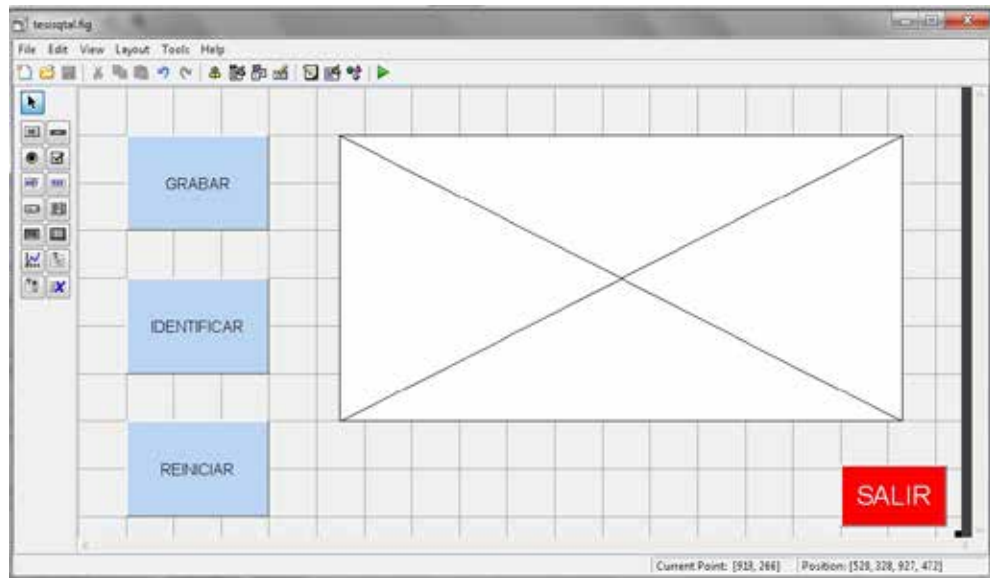 tesisqtal.fig
File Edit View Layout Tools Help
GRABAR
IDENTIFICAR
REINICIAR
SALIR
Current Point: [918, 266] Position: [528, 328, 927, 472]